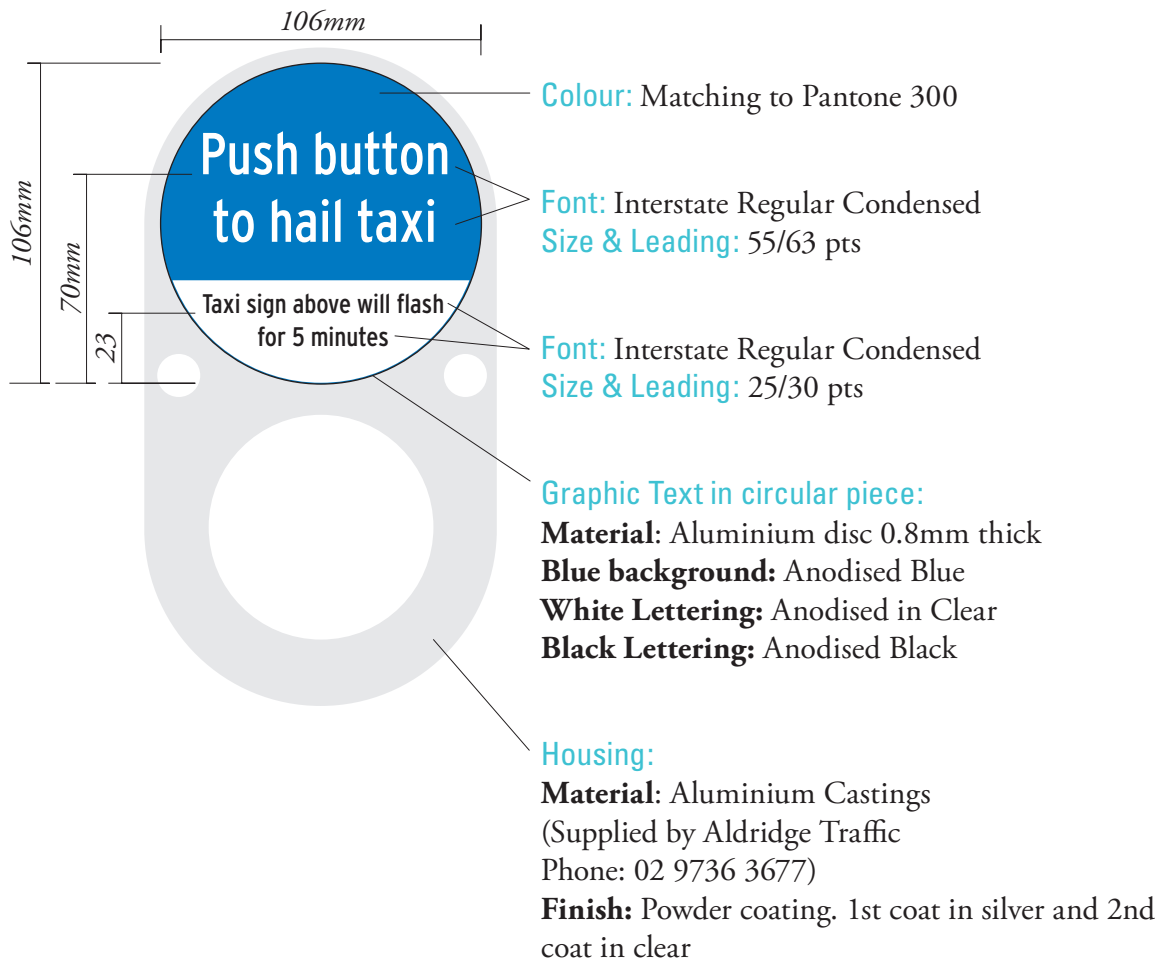 106mm
106mm
70mm
23
Push button
to hail taxi
Taxi sign above will flash
for 5 minutes
Colour: Matching to Pantone 300
Font: Interstate Regular Condensed
Size & Leading: 55/63 pts
Font: Interstate Regular Condensed
Size & Leading: 25/30 pts
Graphic Text in circular piece:
Material: Aluminium disc 0.8mm thick
Blue background: Anodised Blue
White Lettering: Anodised in Clear
Black Lettering: Anodised Black
Housing:
Material: Aluminium Castings
(Supplied by Aldridge Traffic
Phone: 02 9736 3677)
Finish: Powder coating. 1st coat in silver and 2nd
coat in clear